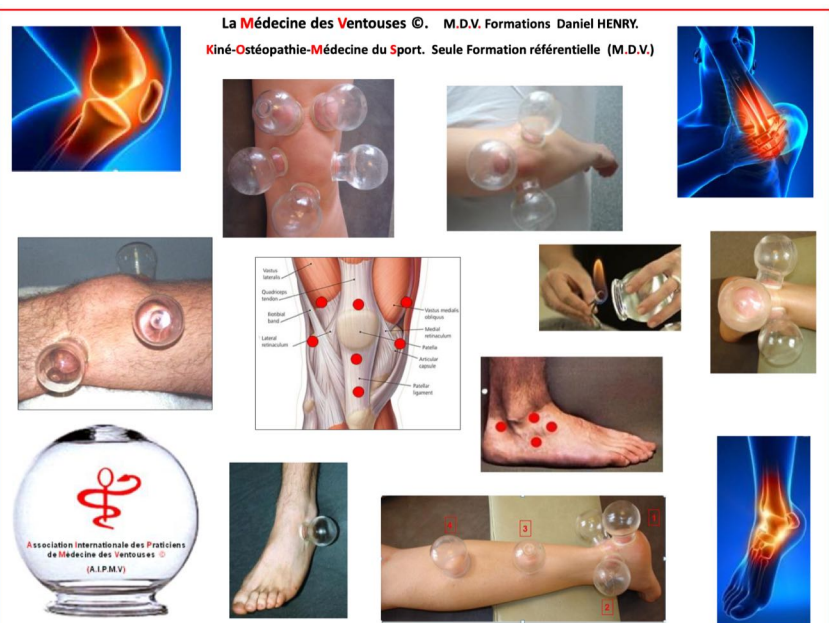 La Médecine des Ventouses ©. M.D.V. Formations Daniel HENRY.
Kiné-Ostéopathie-Médecine du Sport. Seule Formation référentielle (M.D.V.)
Vastus
lateralis
Quadriceps
tendon
Iliotibial
band
Lateral
retinaculum
Vastus medialis
obliquus
Medial
retinaculum
Patella
Articular
capsule
Patellar
ligament
4
3
1
2
Association Internationale des Praticiens
de Médecine des Ventouses ©
(A.I.P.M.V)